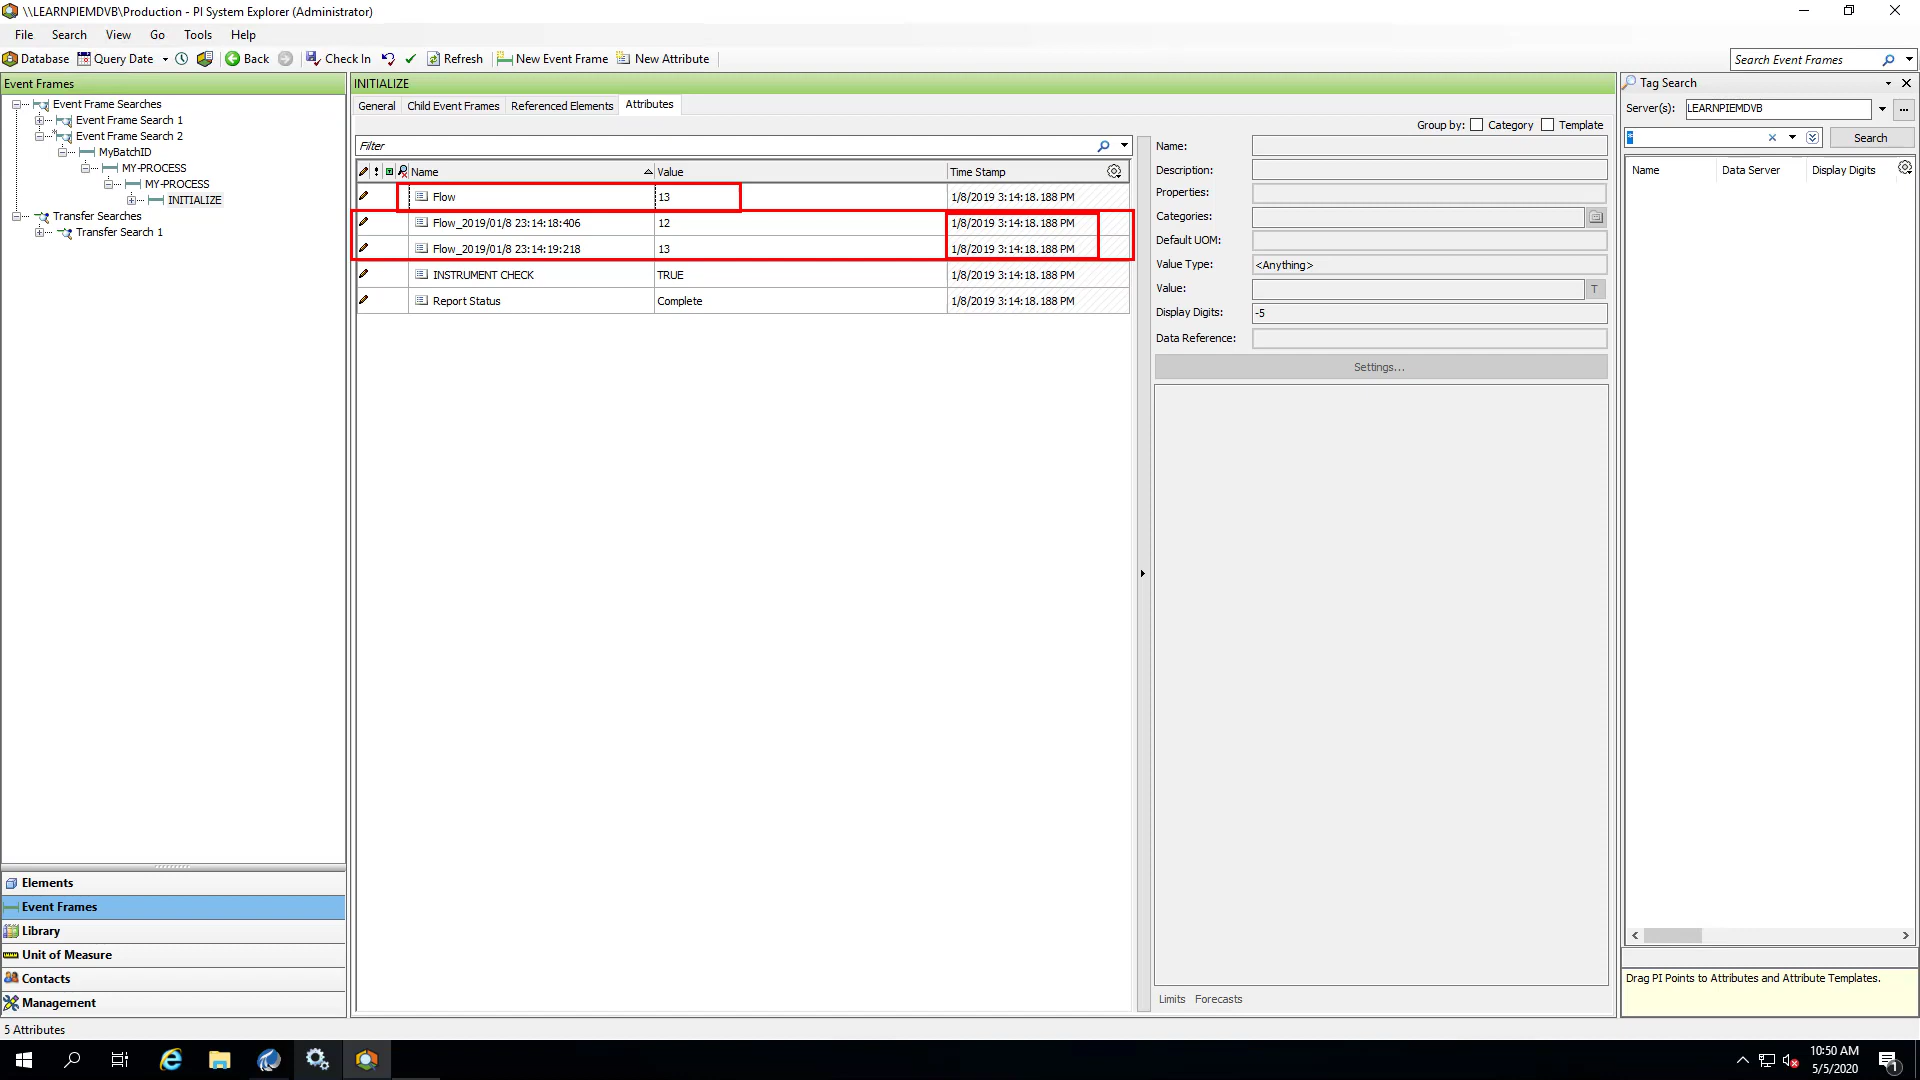 \\LEARNPIEMDVB\Production - PI System Explorer (Administrator)
File Search View Go Tools Help
Database Query Date Back Check In Refresh New Event Frame New Attribute
Search Event Frames
Event Frames
Event Frame Searches
Event Frame Search 1
Event Frame Search 2
MyBatchID
MY-PROCESS
MY-PROCESS
INITIALIZE
Transfer Searches
Transfer Search 1
Elements
Event Frames
Library
Unit of Measure
Contacts
Management
5 Attributes
INITIALIZE
General Child Event Frames Referenced Elements Attributes
Group by: Category Template
Filter
Name Value Time Stamp
Flow 13 1/8/2019 3:14:18.188 PM
Flow_2019/01/8 23:14:18:406 12 1/8/2019 3:14:18.188 PM
Flow_2019/01/8 23:14:19:218 13 1/8/2019 3:14:18.188 PM
INSTRUMENT CHECK TRUE 1/8/2019 3:14:18.188 PM
Report Status Complete 1/8/2019 3:14:18.188 PM
Name:
Description:
Properties:
Categories:
Default UOM:
Value Type: <Anything>
Value:
Display Digits: -5
Data Reference:
Settings...
Limits Forecasts
Tag Search
Server(s): LEARNPIEMDVB ...
* Search
Name Data Server Display Digits
Drag PI Points to Attributes and Attribute Templates.
10:50 AM
5/5/2020
1